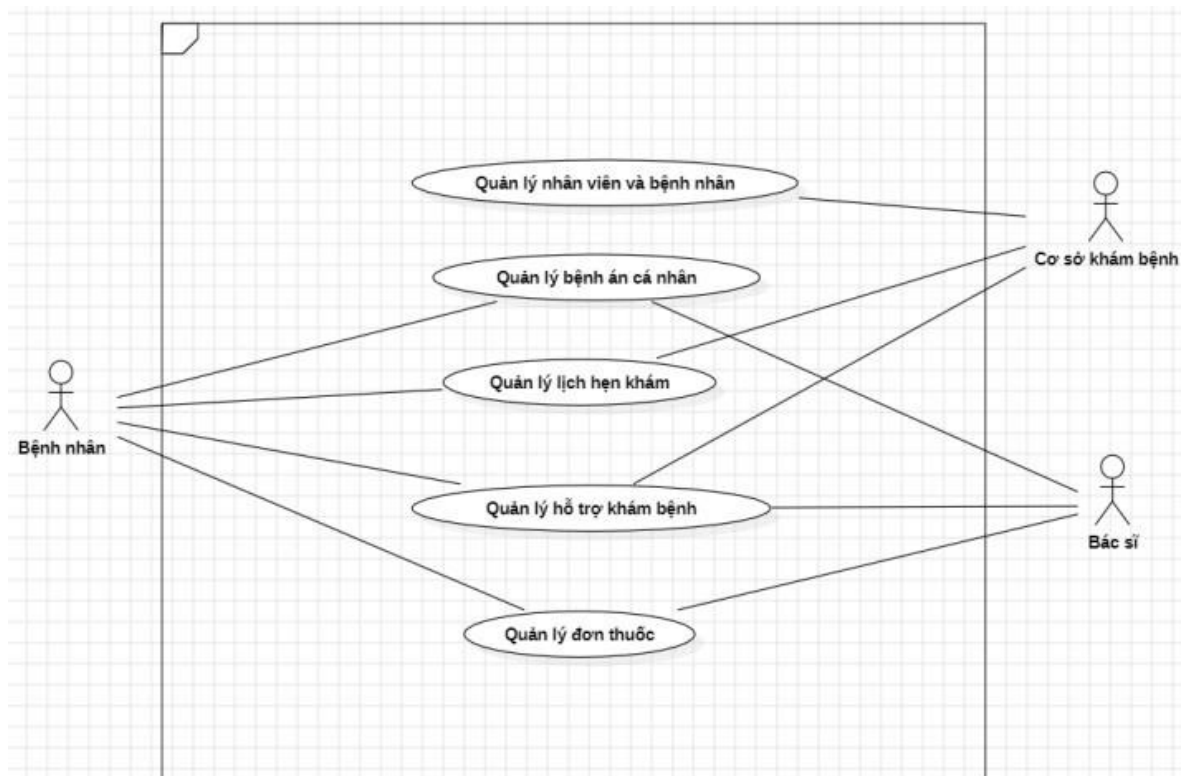 Quản lý nhân viên và bệnh nhân
Cơ sở khám bệnh
Quản lý bệnh án cá nhân
Quản lý lịch hẹn khám
Bệnh nhân
Quản lý hỗ trợ khám bệnh
Bác sĩ
Quản lý đơn thuốc